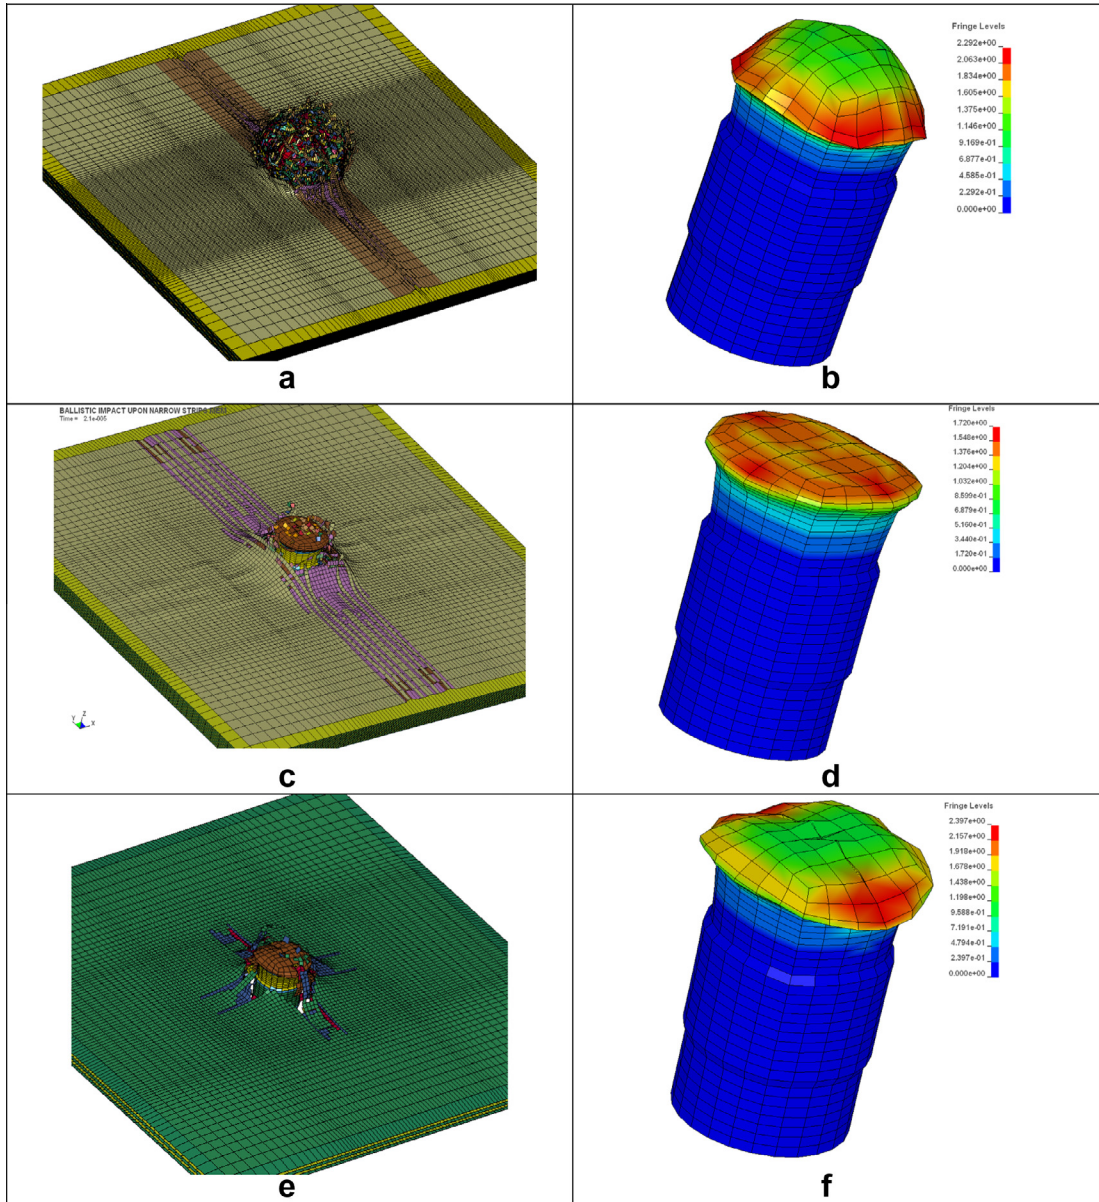 Fringe Levels
2.292e+00
2.063e+00
1.834e+00
1.605e+00
1.375e+00
1.146e+00
9.169e-01
6.877e-01
4.585e-01
2.292e-01
0.000e+00
a
b
BALLISTIC IMPACT UPON NARROW STRIPS
Time = 2.1e-005
Fringe Levels
1.720e+00
1.548e+00
1.376e+00
1.204e+00
1.032e+00
8.599e-01
6.879e-01
5.160e-01
3.440e-01
1.720e-01
0.000e+00
Z
Y
X
c
d
Fringe Levels
2.397e+00
2.157e+00
1.918e+00
1.678e+00
1.438e+00
1.198e+00
9.588e-01
7.191e-01
4.794e-01
2.397e-01
0.000e+00
e
f